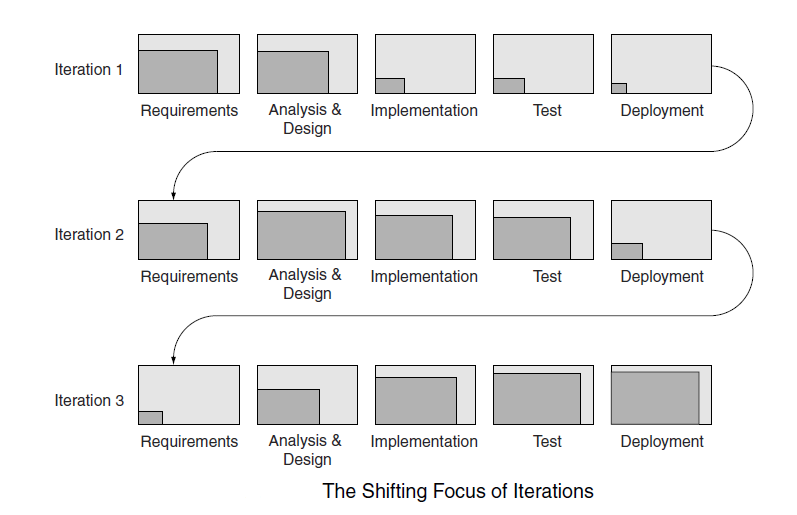 Iteration 1
Requirements
Analysis &
Design
Implementation
Test
Deployment
Iteration 2
Requirements
Analysis &
Design
Implementation
Test
Deployment
Iteration 3
Requirements
Analysis &
Design
Implementation
Test
Deployment
The Shifting Focus of Iterations